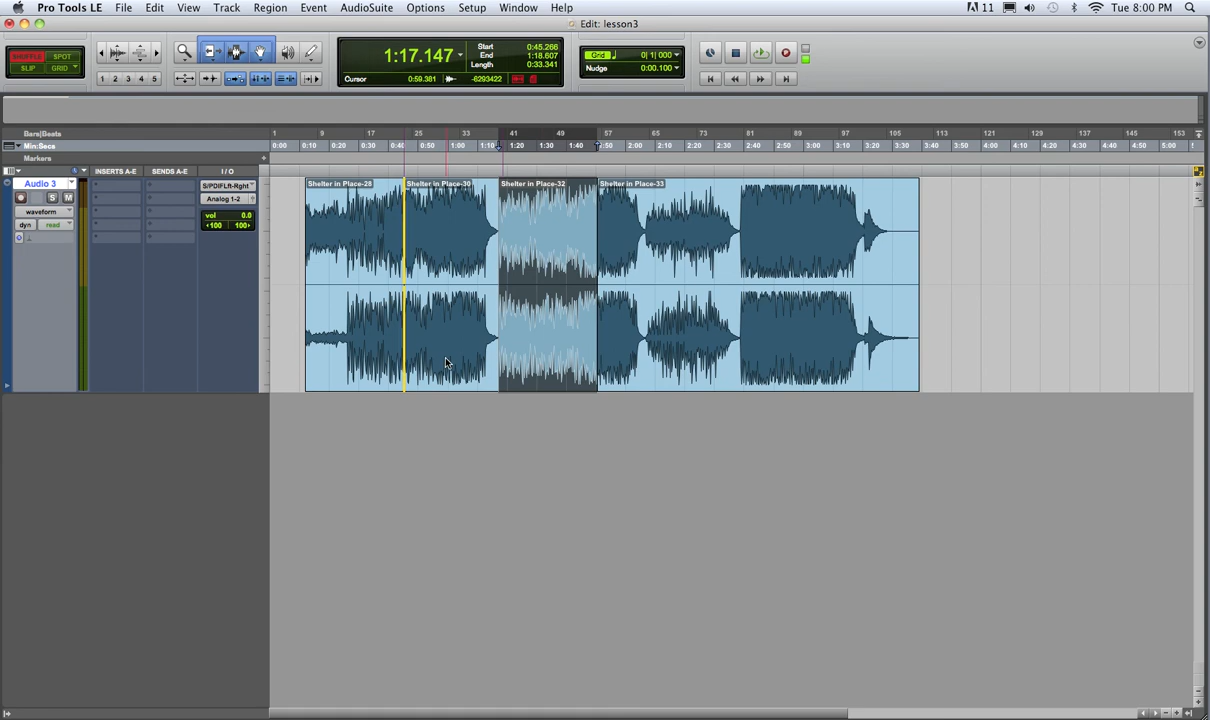 Pro Tools LE File Edit View Track Region Event AudioSuite Options Setup Window Help 11 Tue 8:00 PM
Edit: lesson3
SHUFFLE SPOT
SLIP GRID
1 2 3 4 5
1:17.147
Start 0:45.266
End 1:18.607
Length 0:33.341
Cursor 0:59.381 -6293422
Grid 0| 1| 000
Nudge 0:00.100
Bars|Beats 1 9 17 25 33 41 49 57 65 73 81 89 97 105 113 121 129 137 145 153
Min:Secs 0:00 0:10 0:20 0:30 0:40 0:50 1:00 1:10 1:20 1:30 1:40 1:50 2:00 2:10 2:20 2:30 2:40 2:50 3:00 3:10 3:20 3:30 3:40 3:50 4:00 4:10 4:20 4:30 4:40 4:50 5:00
Markers
INSERTS A-E SENDS A-E I / O
Audio 3 S/PDIFLft-Rght Shelter in Place-28 Shelter in Place-30 Shelter in Place-32 Shelter in Place-33
S M Analog 1-2
waveform vol 0.0
dyn read 100 100